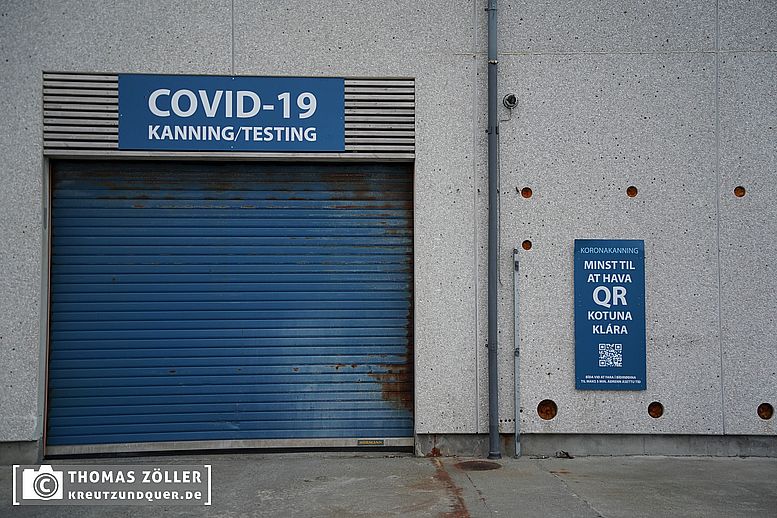 COVID-19
KANNING/TESTING
KORONAKANNING
MINST TIL
AT HAVA
QR
KOTUNA
KLÁRA
THOMAS ZÖLLER
KREUTZUNDQUER.DE